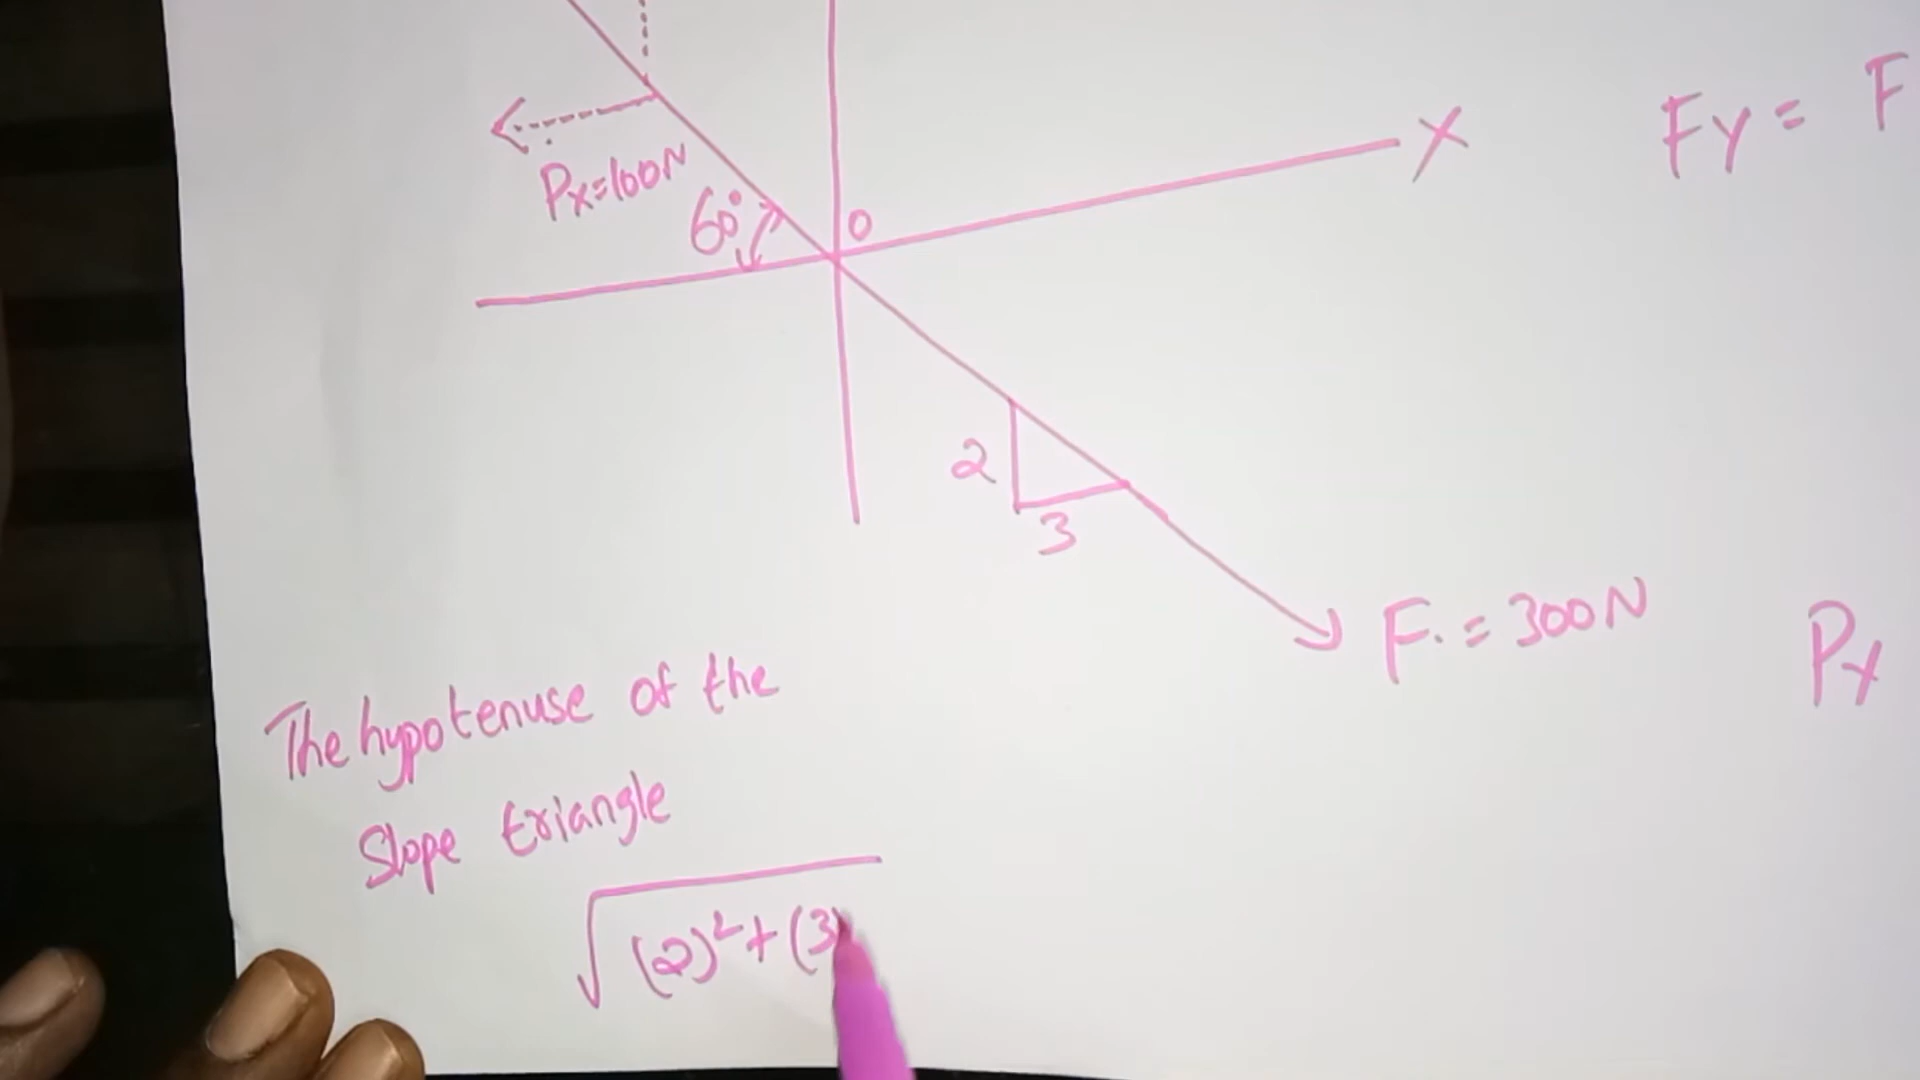 X
Fy = F
Px=100N
60°
0
2
3
F. = 300N
Px
The hypotenuse of the
Slope triangle
√(2)²+(3)